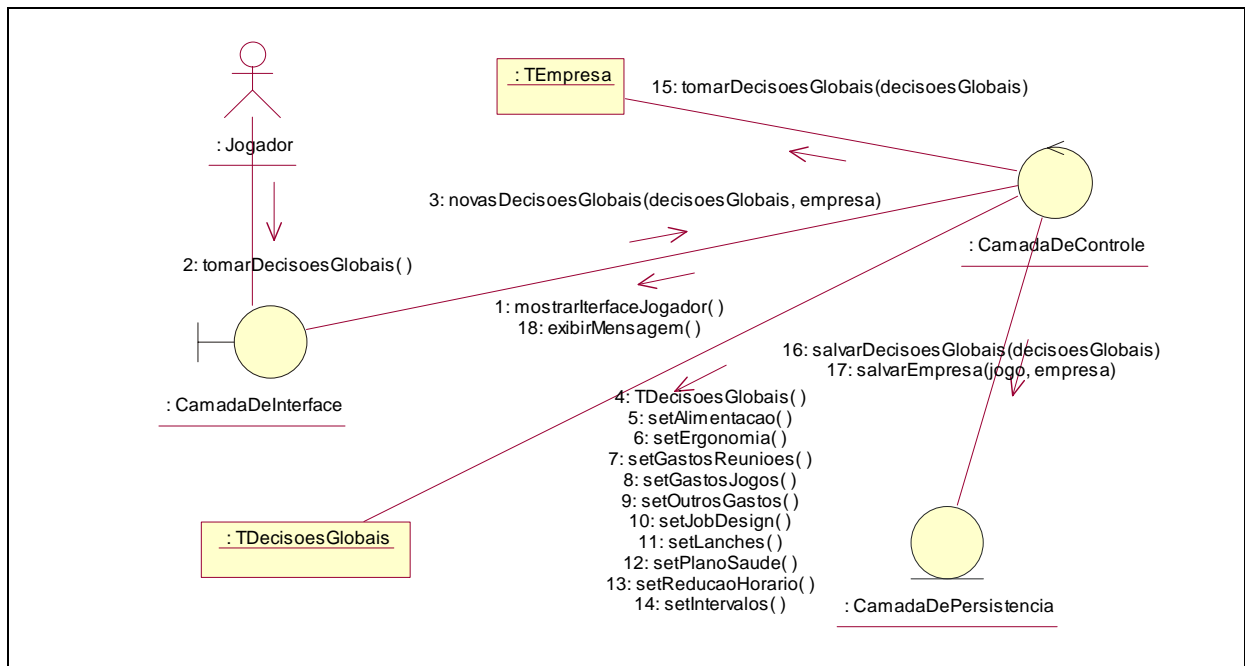 : TEmpresa
15: tomarDecisoesGlobais(decisoesGlobais)
: Jogador
3: novasDecisoesGlobais(decisoesGlobais, empresa)
: CamadaDeControle
2: tomarDecisoesGlobais( )
1: mostrarIterfaceJogador( )
18: exibirMensagem( )
16: salvarDecisoesGlobais(decisoesGlobais)
17: salvarEmpresa(jogo, empresa)
: CamadaDeInterface
4: TDecisoesGlobais( )
5: setAlimentacao( )
6: setErgonomia( )
7: setGastosReunioes( )
8: setGastosJogos( )
9: setOutrosGastos( )
10: setJobDesign( )
11: setLanches( )
12: setPlanoSaude( )
13: setReducaoHorario( )
14: setIntervalos( )
: TDecisoesGlobais
: CamadaDePersistencia